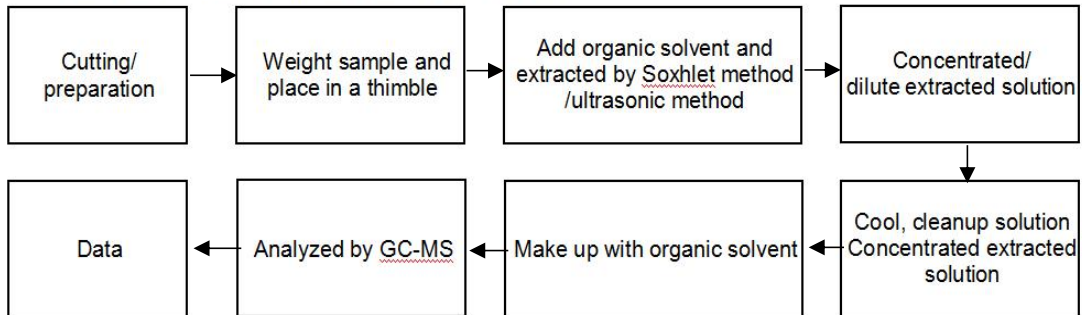 Cutting/
preparation
Weight sample and
place in a thimble
Add organic solvent and
extracted by Soxhlet method
/ultrasonic method
Concentrated/
dilute extracted solution
Cool, cleanup solution
Concentrated extracted
solution
Make up with organic solvent
Analyzed by GC-MS
Data